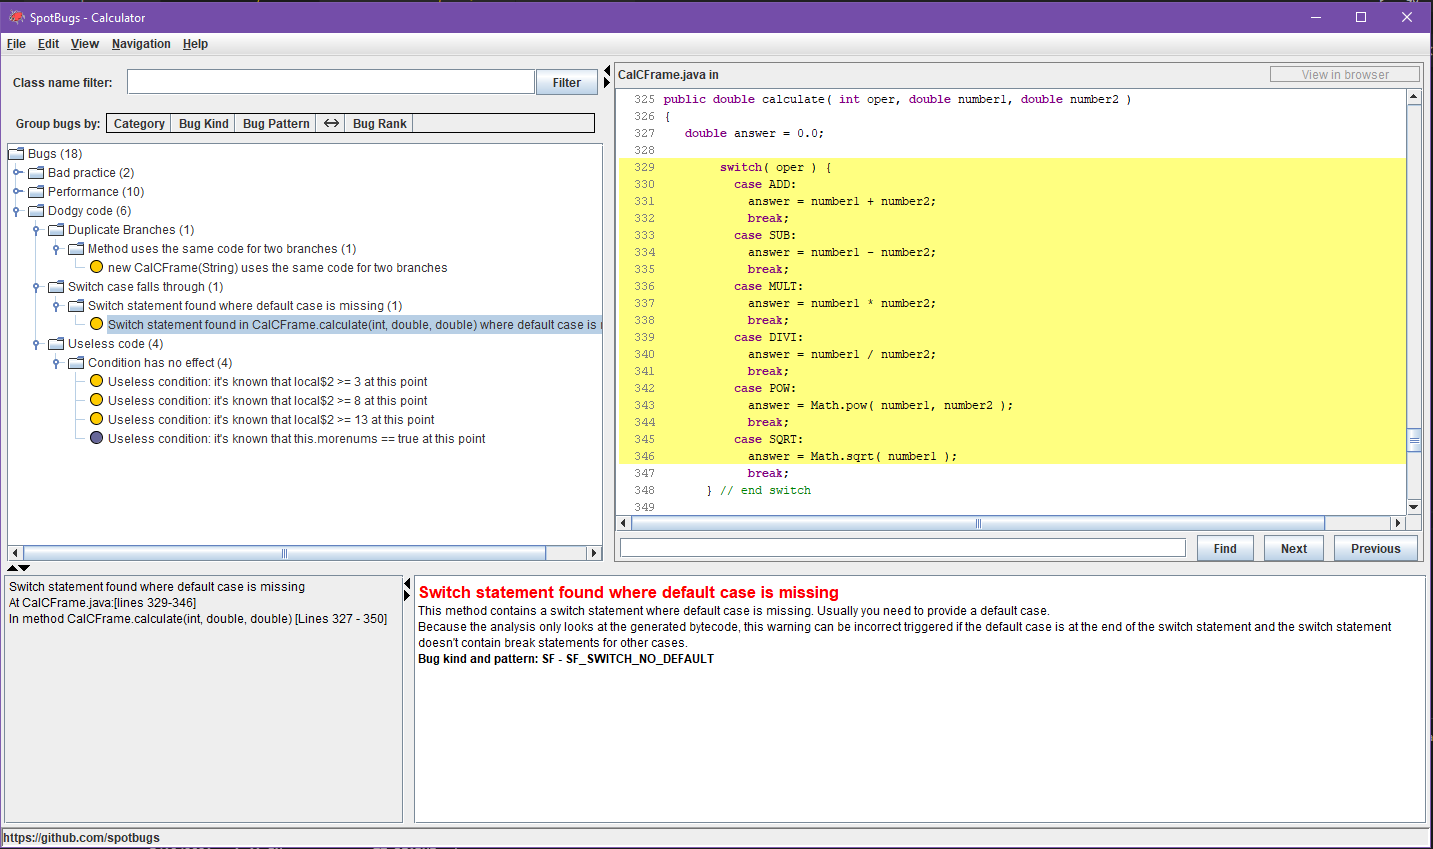 SpotBugs - Calculator
File Edit View Navigation Help
Class name filter: Filter
Group bugs by: Category Bug Kind Bug Pattern Bug Rank
Bugs (18)
Bad practice (2)
Performance (10)
Dodgy code (6)
Duplicate Branches (1)
Method uses the same code for two branches (1)
new CalCFrame(String) uses the same code for two branches
Switch case falls through (1)
Switch statement found where default case is missing (1)
Switch statement found in CalCFrame.calculate(int, double, double) where default case is
Useless code (4)
Condition has no effect (4)
Useless condition: it's known that local$2 >= 3 at this point
Useless condition: it's known that local$2 >= 8 at this point
Useless condition: it's known that local$2 >= 13 at this point
Useless condition: it's known that this.morenums == true at this point
CalCFrame.java in
View in browser
325 public double calculate( int oper, double number1, double number2 )
326 {
327 double answer = 0.0;
328
329 switch( oper ) {
330 case ADD:
331 answer = number1 + number2;
332 break;
333 case SUB:
334 answer = number1 - number2;
335 break;
336 case MULT:
337 answer = number1 * number2;
338 break;
339 case DIVI:
340 answer = number1 / number2;
341 break;
342 case POW:
343 answer = Math.pow( number1, number2 );
344 break;
345 case SQRT:
346 answer = Math.sqrt( number1 );
347 break;
348 } // end switch
349
Find Next Previous
Switch statement found where default case is missing
At CalCFrame.java:[lines 329-346]
In method CalCFrame.calculate(int, double, double) [Lines 327 - 350]
Switch statement found where default case is missing
This method contains a switch statement where default case is missing. Usually you need to provide a default case.
Because the analysis only looks at the generated bytecode, this warning can be incorrect triggered if the default case is at the end of the switch statement and the switch statement
doesn't contain break statements for other cases.
Bug kind and pattern: SF - SF_SWITCH_NO_DEFAULT
https://github.com/spotbugs